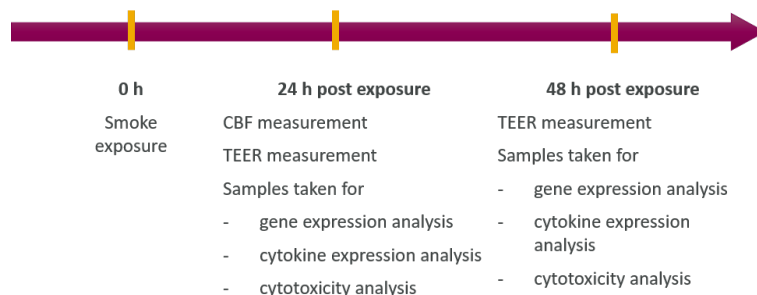 0 h
Smoke
exposure
24 h post exposure
CBF measurement
TEER measurement
Samples taken for
- gene expression analysis
- cytokine expression analysis
- cytotoxicity analysis
48 h post exposure
TEER measurement
Samples taken for
- gene expression analysis
- cytokine expression
analysis
- cytotoxicity analysis